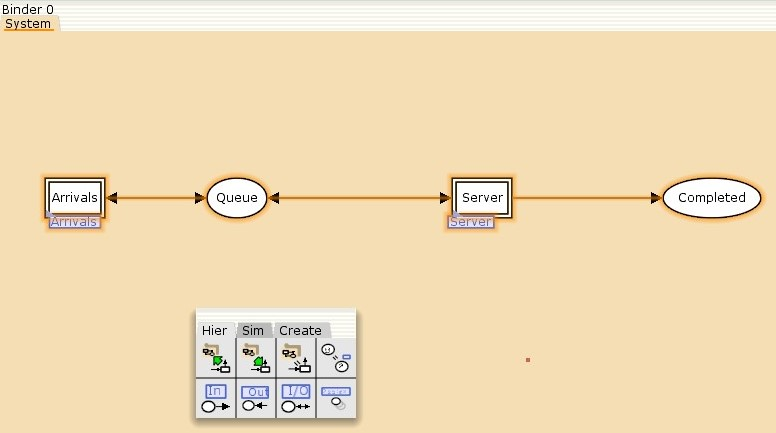 Binder 0
System
Arrivals
Queue
Server
Completed
Arrivals
Server
Hier Sim Create
In Out I/O